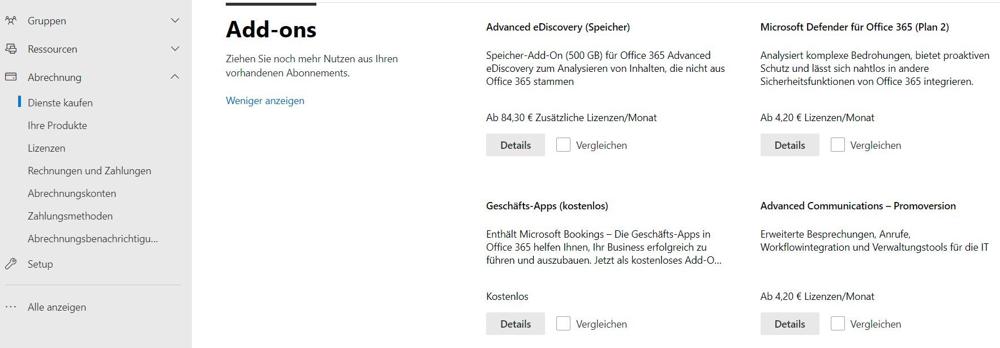 Gruppen
Ressourcen
Abrechnung
Dienste kaufen
Ihre Produkte
Lizenzen
Rechnungen und Zahlungen
Abrechnungskonten
Zahlungsmethoden
Abrechnungsbenachrichtigu...
Setup
Alle anzeigen
Add-ons
Ziehen Sie noch mehr Nutzen aus Ihren
vorhandenen Abonnements.
Weniger anzeigen
Advanced eDiscovery (Speicher)
Speicher-Add-On (500 GB) für Office 365 Advanced
eDiscovery zum Analysieren von Inhalten, die nicht aus
Office 365 stammen
Ab 84,30 € Zusätzliche Lizenzen/Monat
Details
Vergleichen
Microsoft Defender für Office 365 (Plan 2)
Analysiert komplexe Bedrohungen, bietet proaktiven
Schutz und lässt sich nahtlos in andere
Sicherheitsfunktionen von Office 365 integrieren.
Ab 4,20 € Lizenzen/Monat
Details
Vergleichen
Geschäfts-Apps (kostenlos)
Enthält Microsoft Bookings – Die Geschäfts-Apps in
Office 365 helfen Ihnen, Ihr Business erfolgreich zu
führen und auszubauen. Jetzt als kostenloses Add-O...
Kostenlos
Details
Vergleichen
Advanced Communications – Promoversion
Erweiterte Besprechungen, Anrufe,
Workflowintegration und Verwaltungstools für die IT
Ab 4,20 € Lizenzen/Monat
Details
Vergleichen